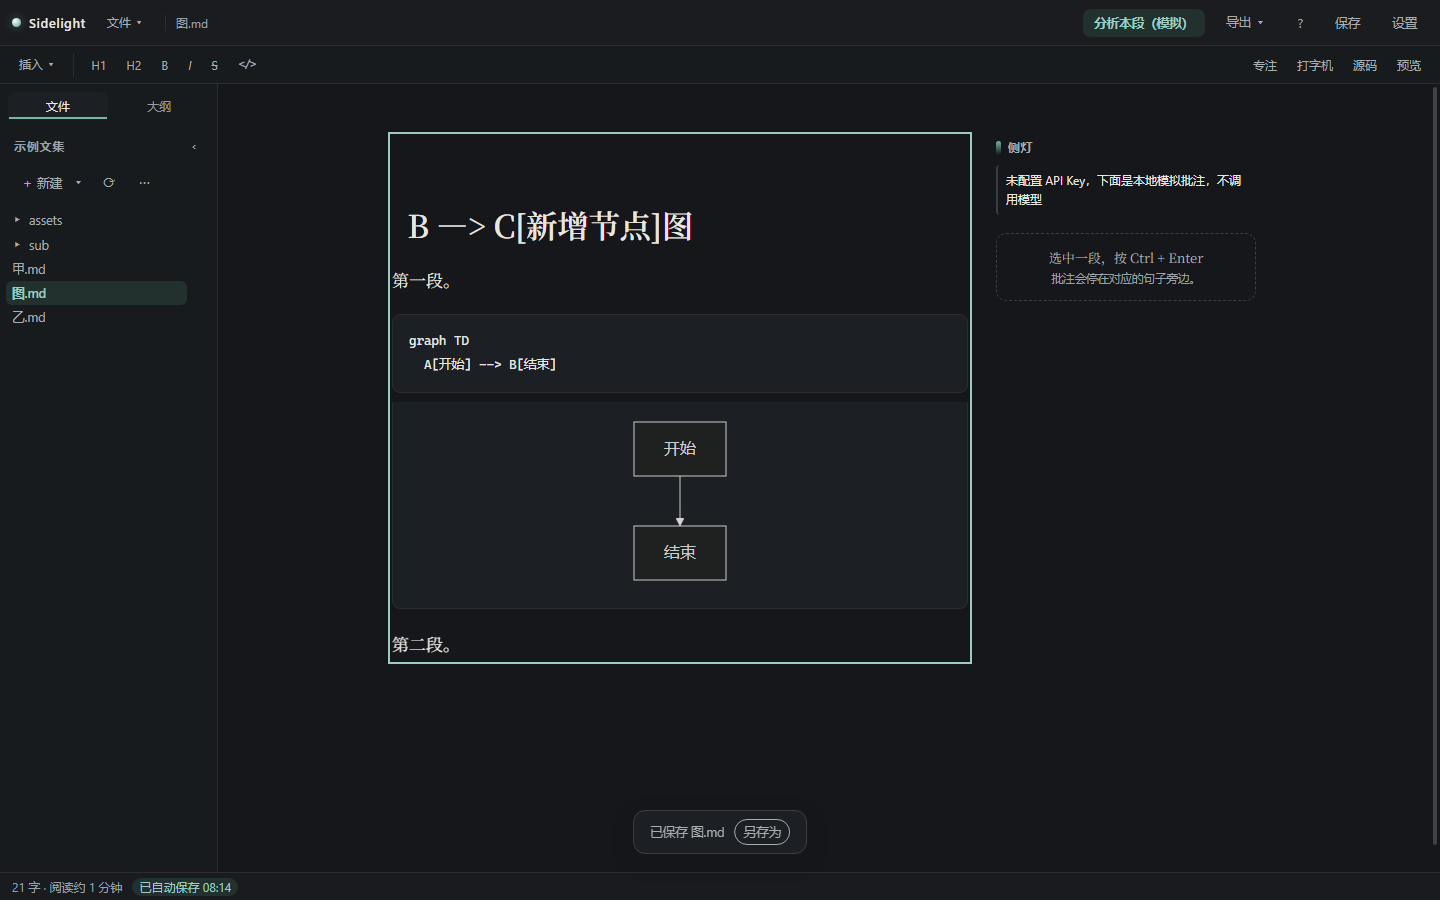 Sidelight 文件 图.md 分析本段（模拟） 导出 ? 保存 设置
插入 H1 H2 B I S </> 专注 打字机 源码 预览
文件 大纲
示例文集 ‹
+ 新建 ···
assets
sub
甲.md
图.md
乙.md
B —> C[新增节点]图
第一段。
graph TD
A[开始] --> B[结束]
开始
结束
第二段。
侧灯
未配置 API Key，下面是本地模拟批注，不调
用模型
选中一段，按 Ctrl + Enter
批注会停在对应的句子旁边。
已保存 图.md 另存为
21 字 · 阅读约 1 分钟 已自动保存 08:14